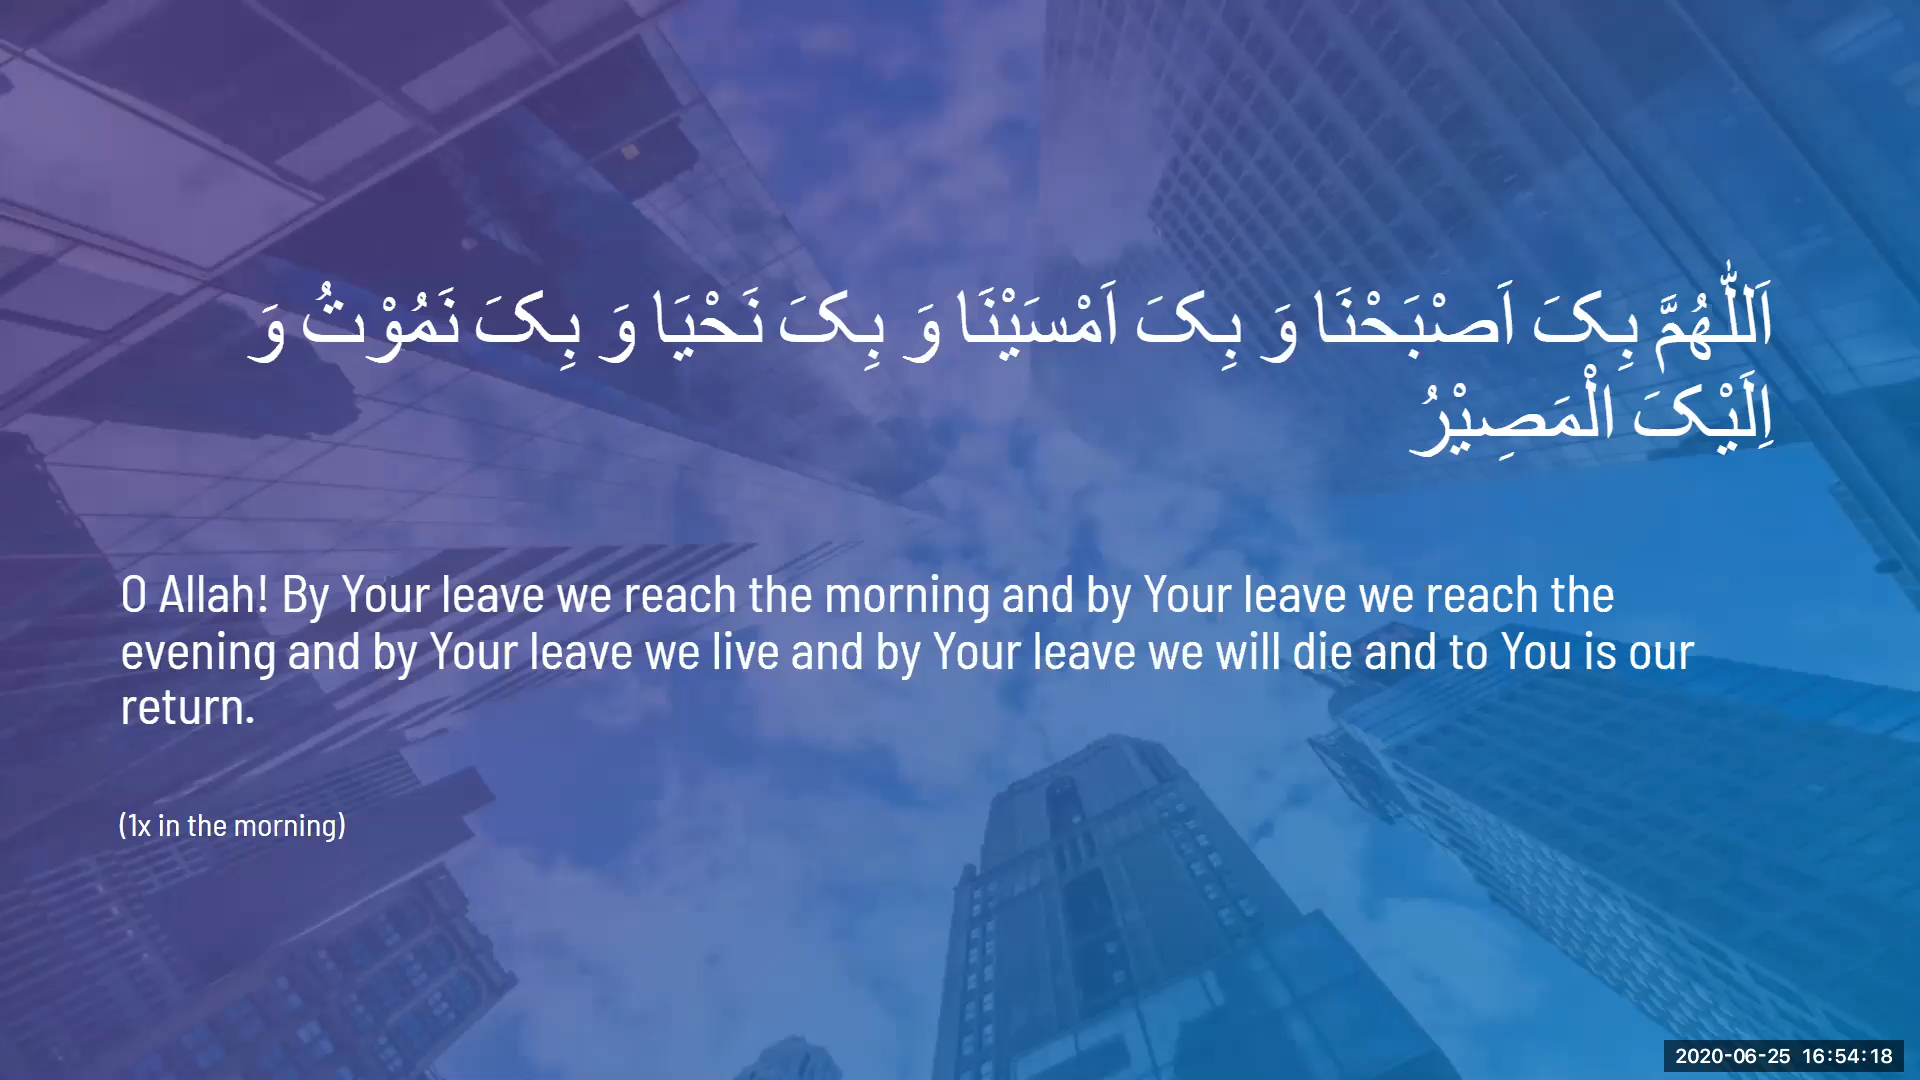 اَللّٰهُمَّ بِکَ اَصْبَحْنَا وَ بِکَ اَمْسَیْنَا وَ بِکَ نَحْیَا وَ بِکَ نَمُوْتُ وَ
اِلَیْکَ الْمَصِیْرُ
O Allah! By Your leave we reach the morning and by Your leave we reach the
evening and by Your leave we live and by Your leave we will die and to You is our
return.
(1x in the morning)
2020-06-25 16:54:18